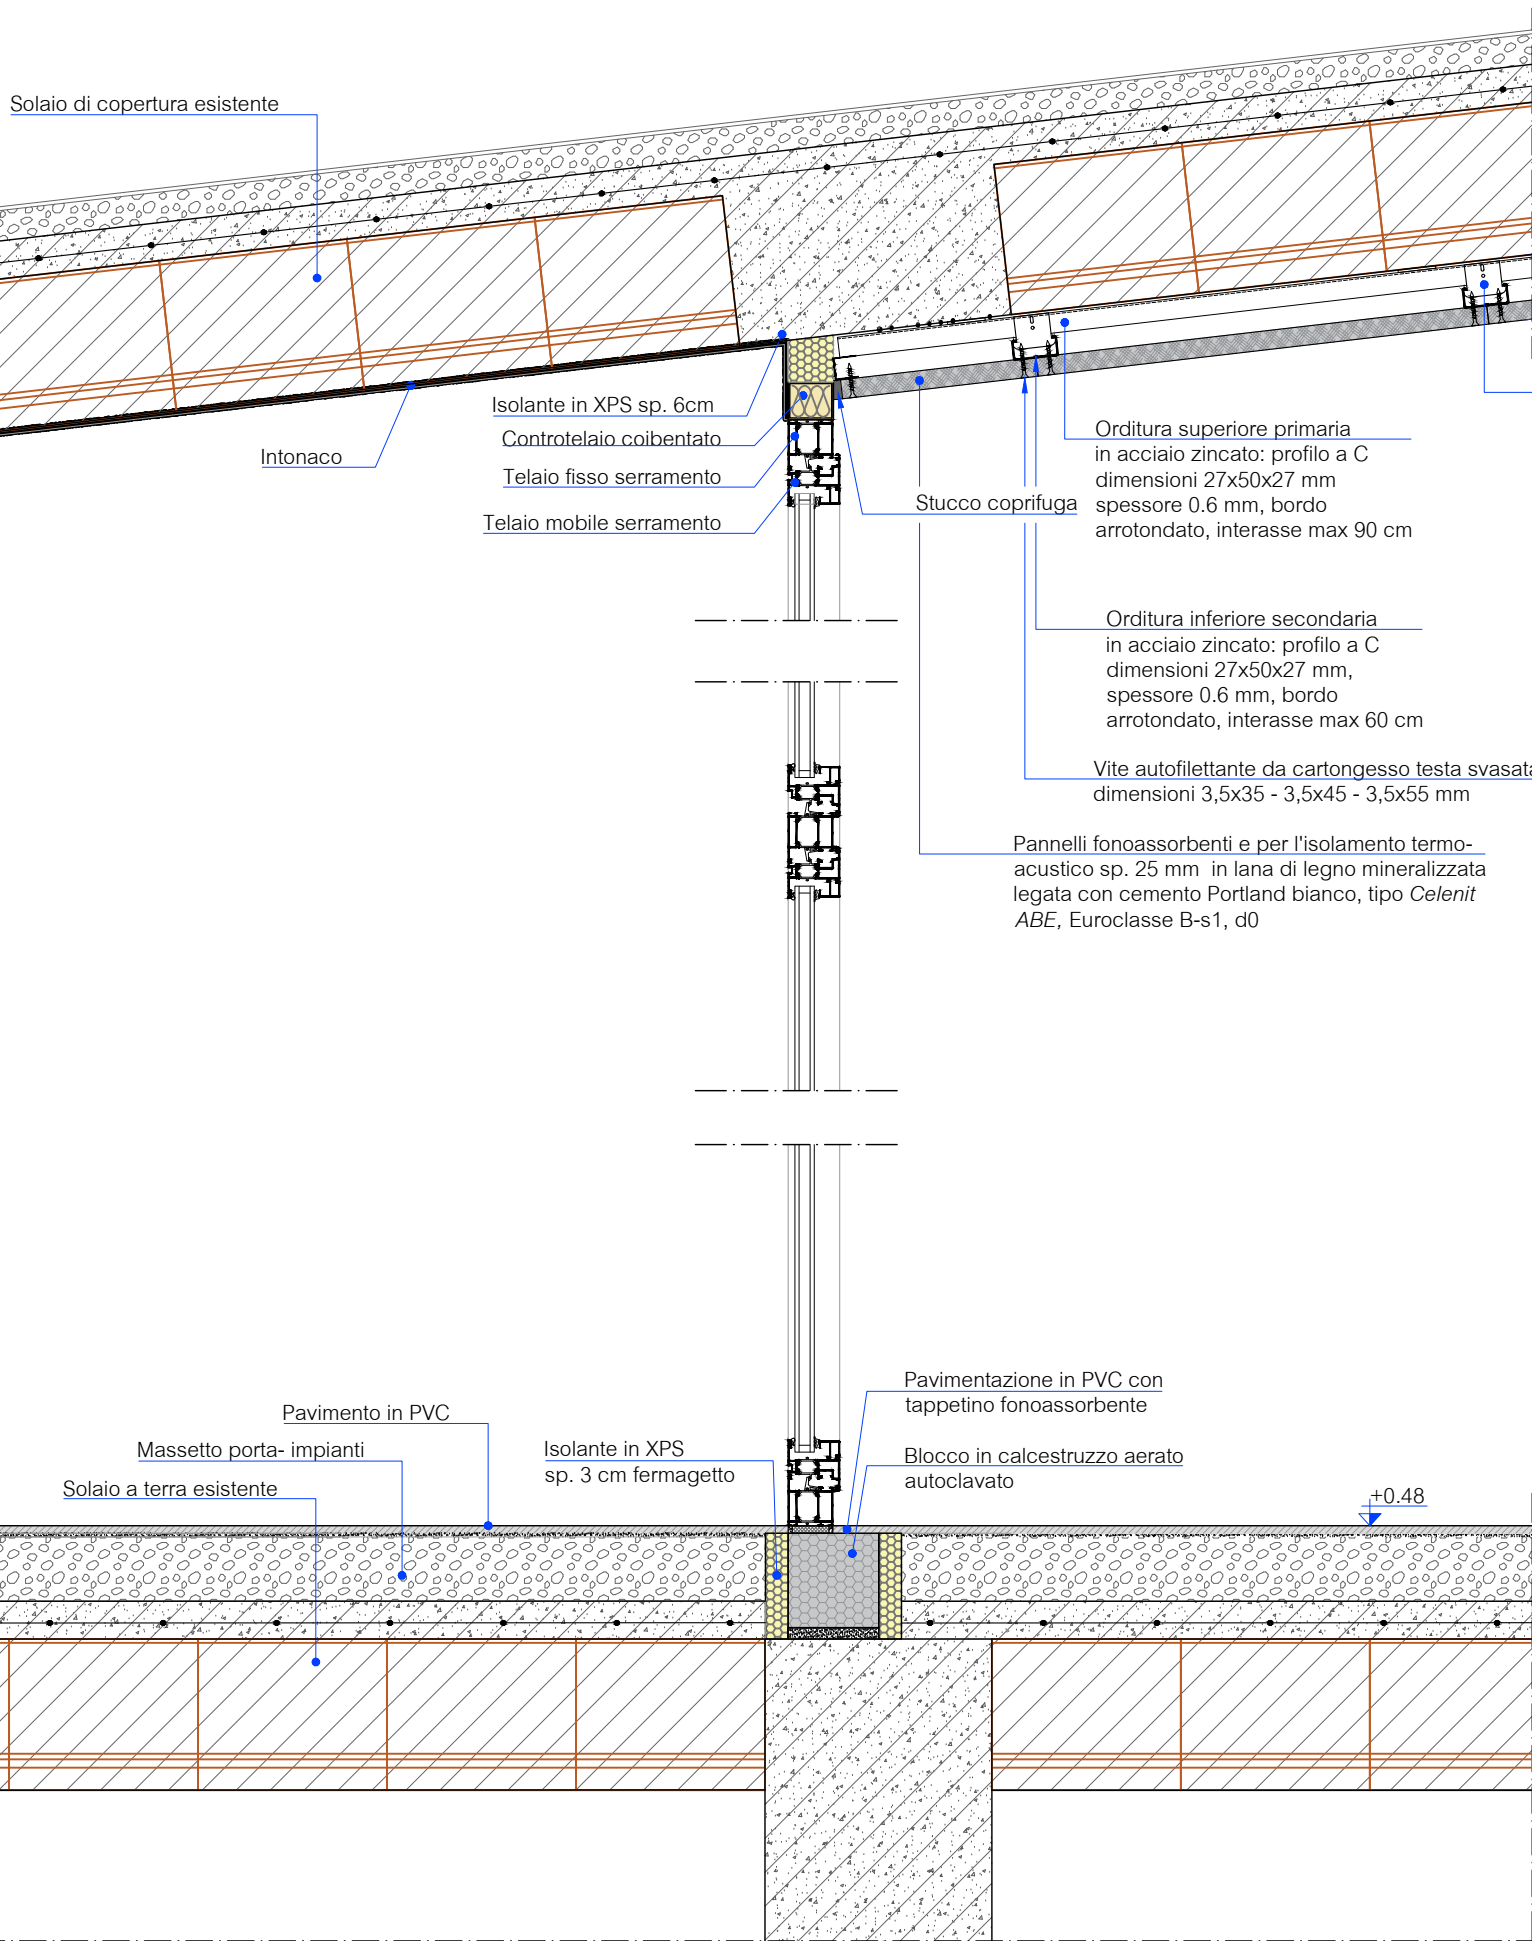 Solaio di copertura esistente
Isolante in XPS sp. 6cm
Controtelaio coibentato
Intonaco
Telaio fisso serramento
Telaio mobile serramento
Stucco coprifuga
Orditura superiore primaria
in acciaio zincato: profilo a C
dimensioni 27x50x27 mm
spessore 0.6 mm, bordo
arrotondato, interasse max 90 cm
Orditura inferiore secondaria
in acciaio zincato: profilo a C
dimensioni 27x50x27 mm,
spessore 0.6 mm, bordo
arrotondato, interasse max 60 cm
Vite autofilettante da cartongesso testa svasata
dimensioni 3,5x35 - 3,5x45 - 3,5x55 mm
Pannelli fonoassorbenti e per l'isolamento termo-
acustico sp. 25 mm in lana di legno mineralizzata
legata con cemento Portland bianco, tipo Celenit
ABE, Euroclasse B-s1, d0
Pavimentazione in PVC con
tappetino fonoassorbente
Pavimento in PVC
Massetto porta- impianti
Solaio a terra esistente
Isolante in XPS
sp. 3 cm fermagetto
Blocco in calcestruzzo aerato
autoclavato
+0.48